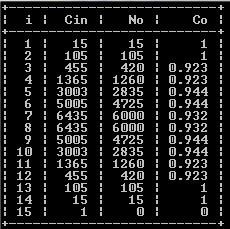 i | Cin | No | Co
1 | 15 | 15 | 1
2 | 105 | 105 | 1
3 | 455 | 420 | 0.923
4 | 1365 | 1260 | 0.923
5 | 3003 | 2835 | 0.944
6 | 5005 | 4725 | 0.944
7 | 6435 | 6000 | 0.932
8 | 6435 | 6000 | 0.932
9 | 5005 | 4725 | 0.944
10 | 3003 | 2835 | 0.944
11 | 1365 | 1260 | 0.923
12 | 455 | 420 | 0.923
13 | 105 | 105 | 1
14 | 15 | 15 | 1
15 | 1 | 0 | 0